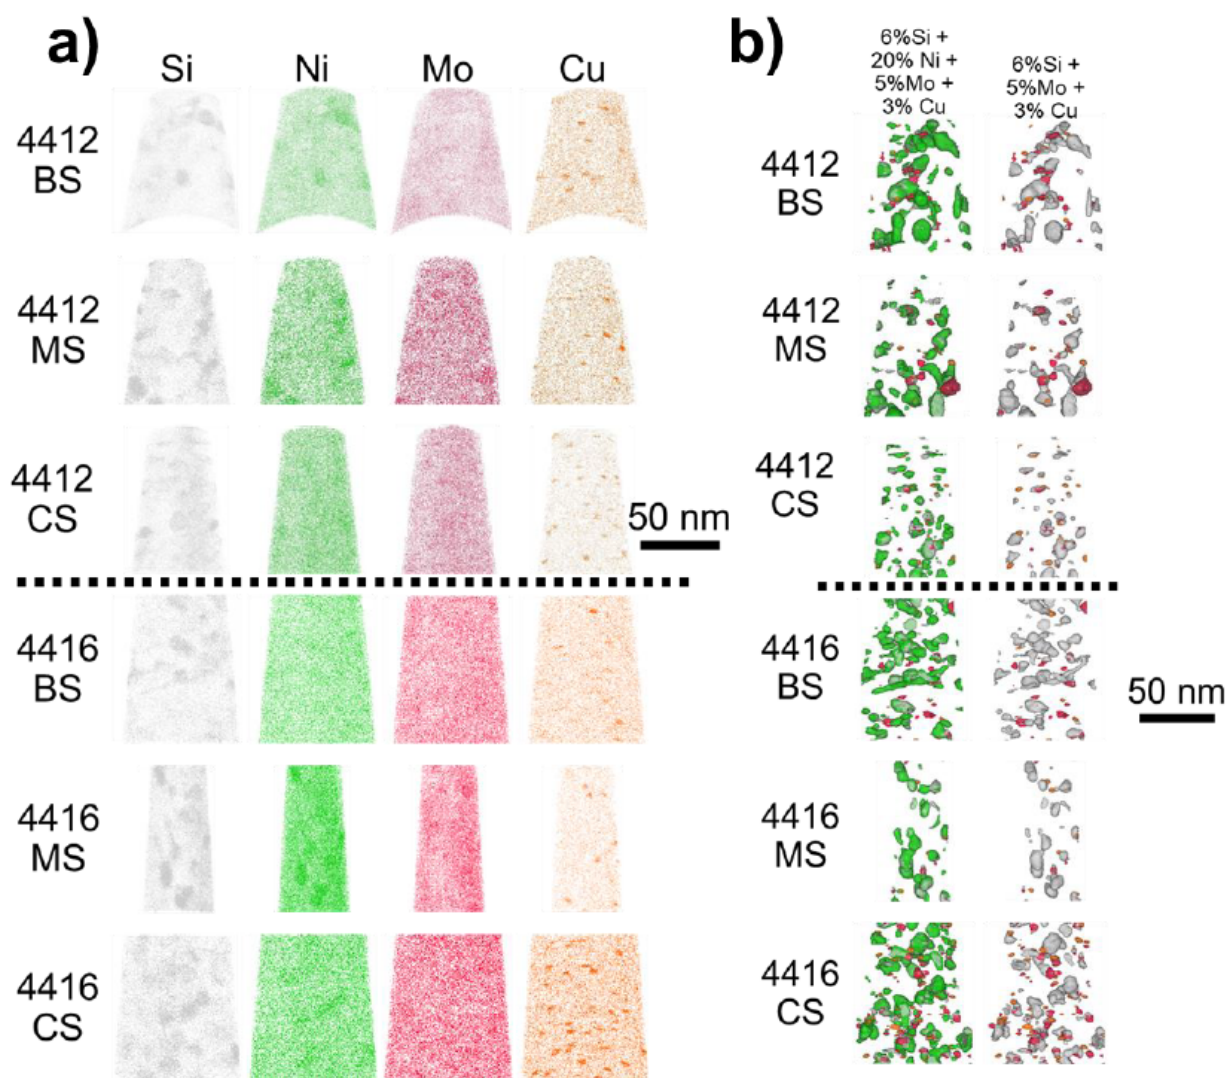 a)
Si Ni Mo Cu
4412
BS
4412
MS
4412
CS
50 nm
4416
BS
4416
MS
4416
CS
b)
6%Si +
20% Ni +
5%Mo +
3% Cu
6%Si +
5%Mo +
3% Cu
4412
BS
4412
MS
4412
CS
4416
BS
50 nm
4416
MS
4416
CS